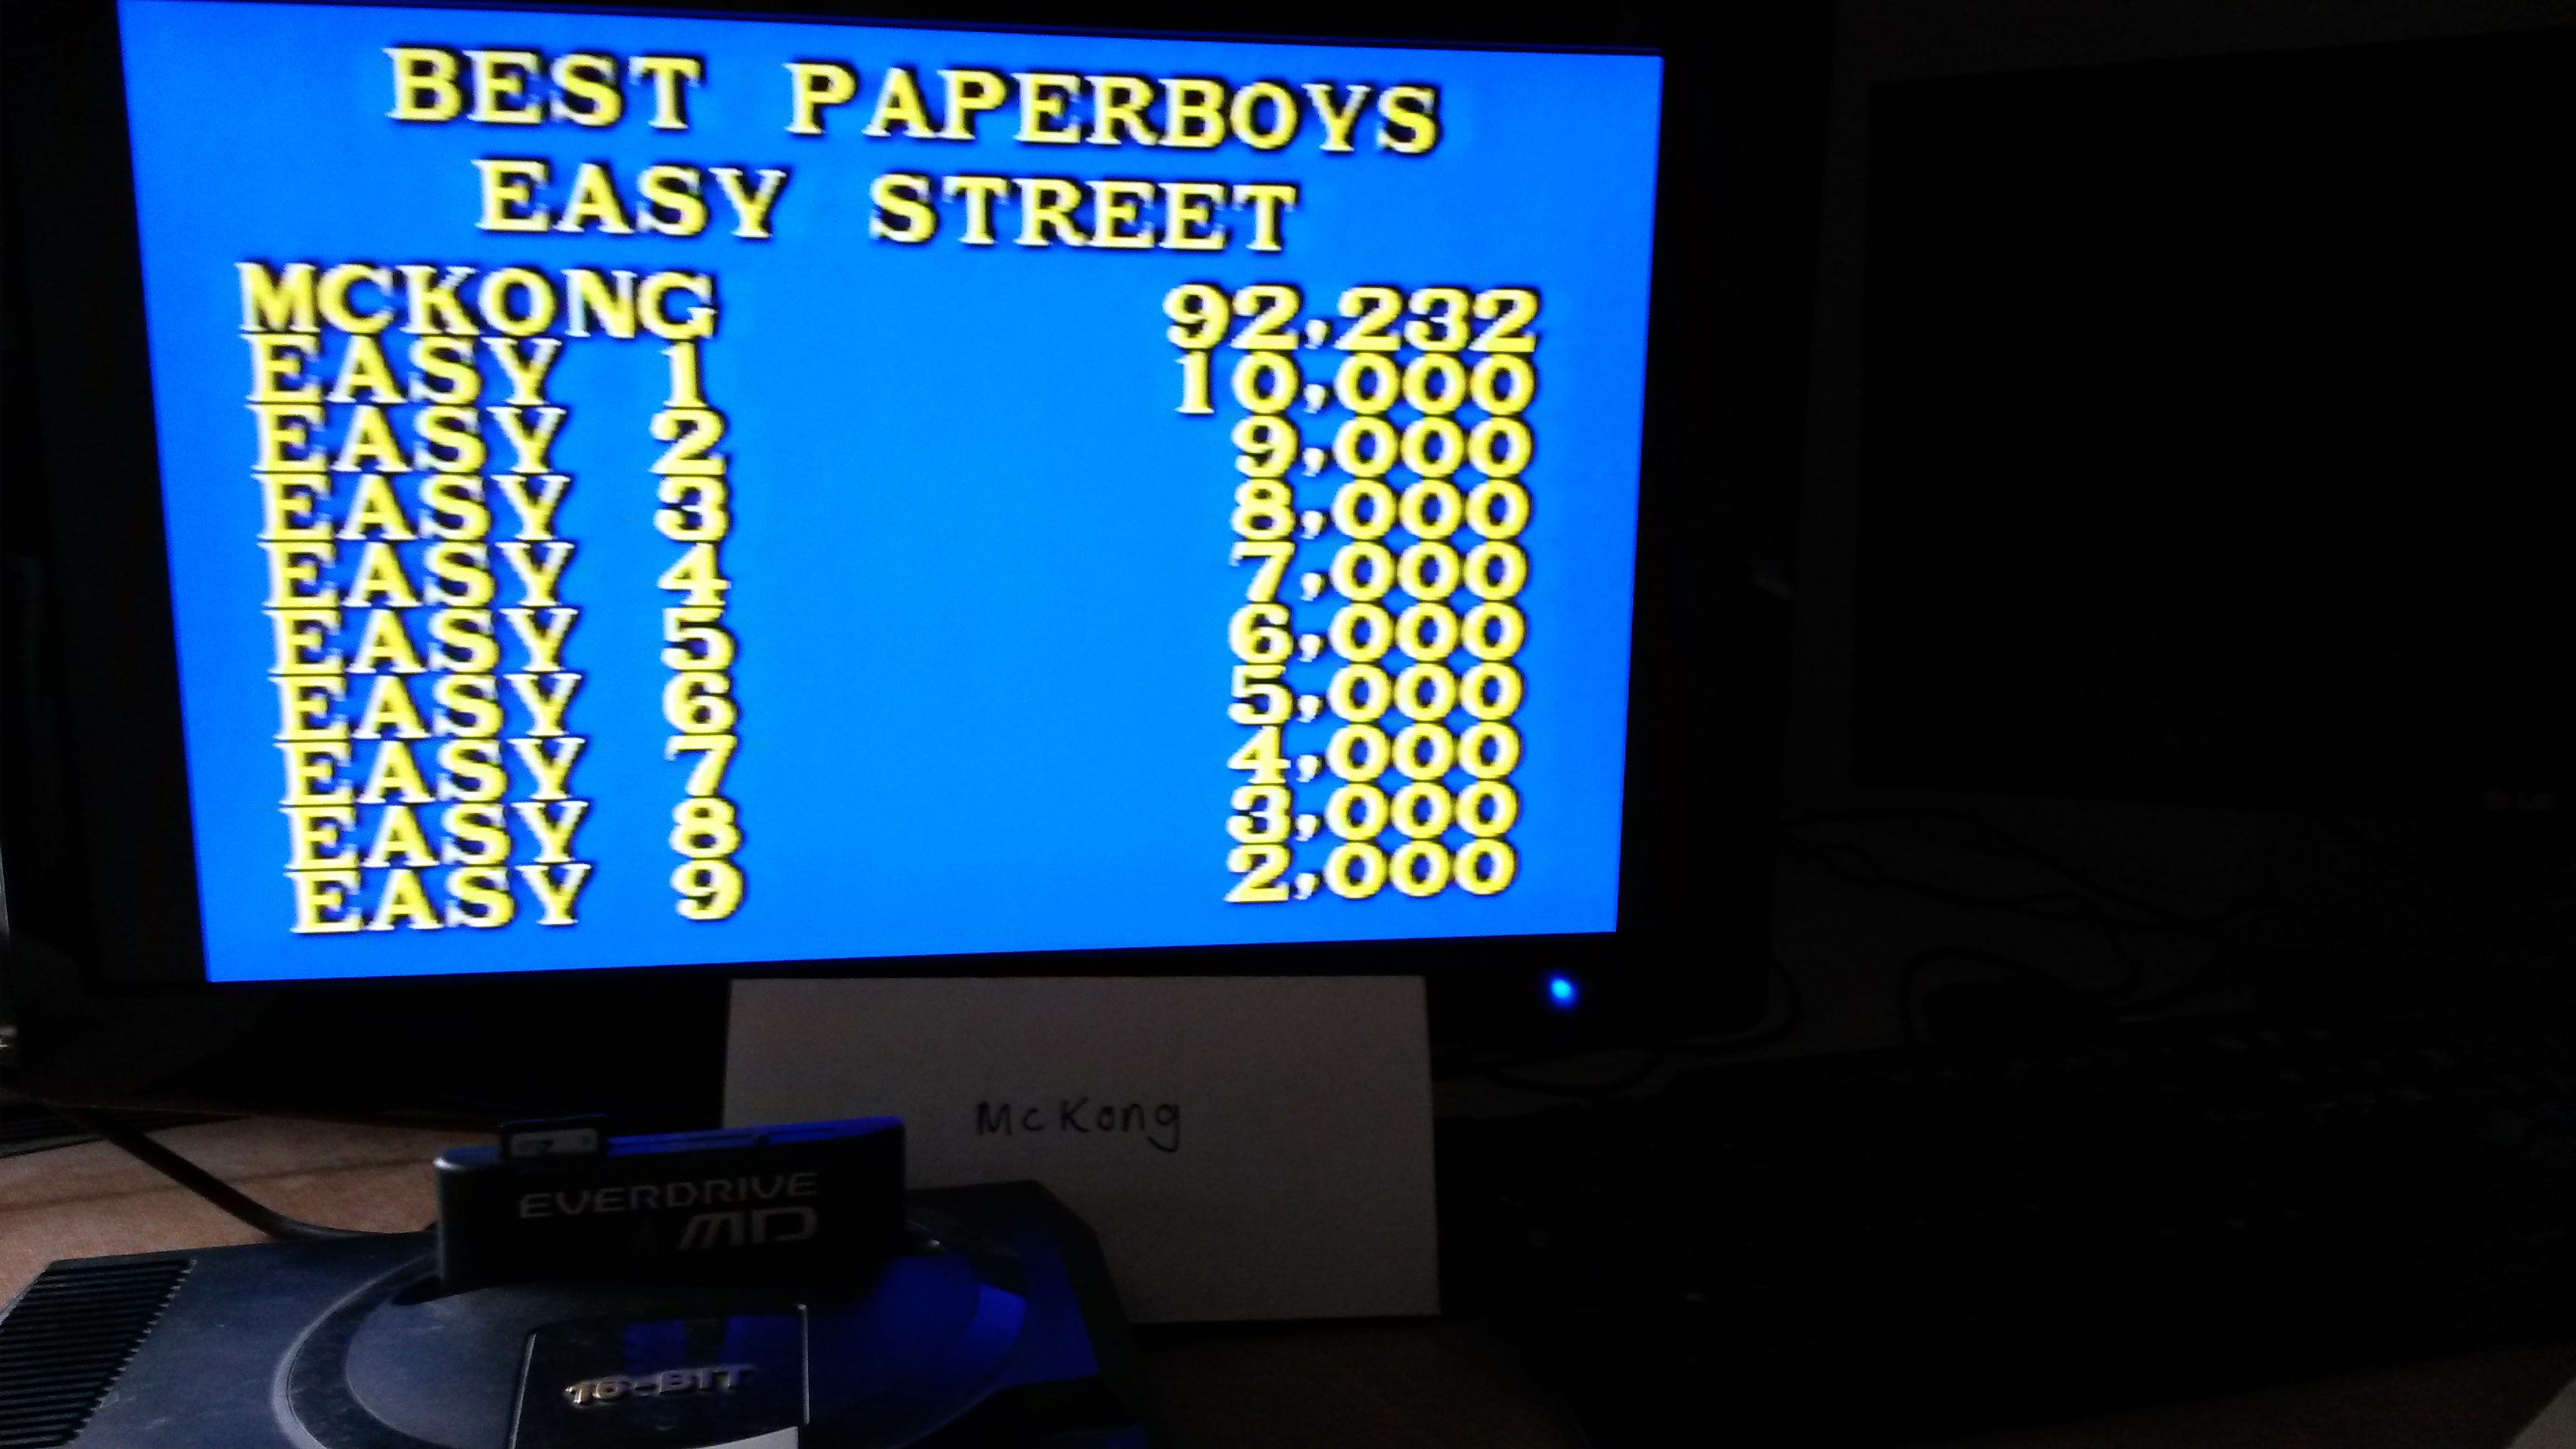 BEST PAPERBOYS
EASY STREET
MCKONG 92,232
EASY 1 10,000
EASY 2 9,000
EASY 3 8,000
EASY 4 7,000
EASY 5 6,000
EASY 6 5,000
EASY 7 4,000
EASY 8 3,000
EASY 9 2,000
McKong
EVERDRIVE
MD
16-BIT